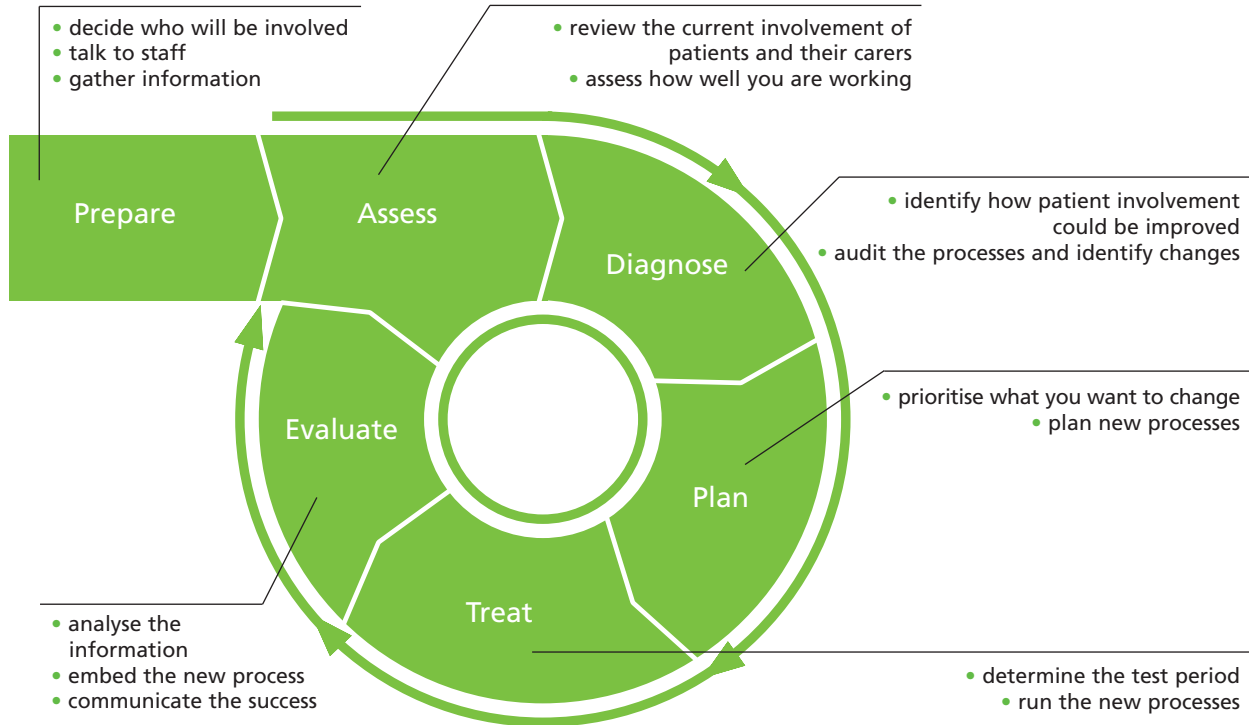 • decide who will be involved
• talk to staff
• gather information
• review the current involvement of
patients and their carers
• assess how well you are working
Prepare
Assess
Diagnose
• identify how patient involvement
could be improved
• audit the processes and identify changes
Plan
• prioritise what you want to change
• plan new processes
Treat
• determine the test period
• run the new processes
Evaluate
• analyse the
information
• embed the new process
• communicate the success